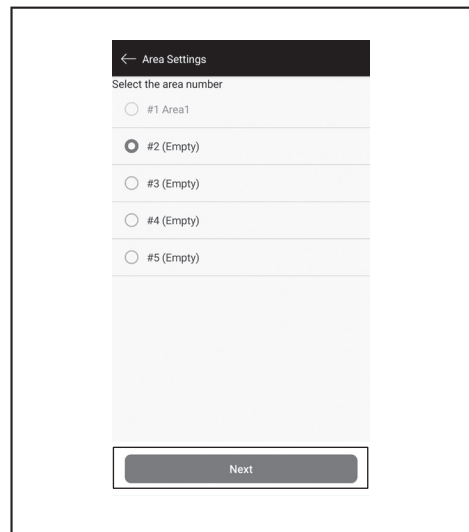 Area Settings
Select the area number
#1 Area1
#2 (Empty)
#3 (Empty)
#4 (Empty)
#5 (Empty)
Next